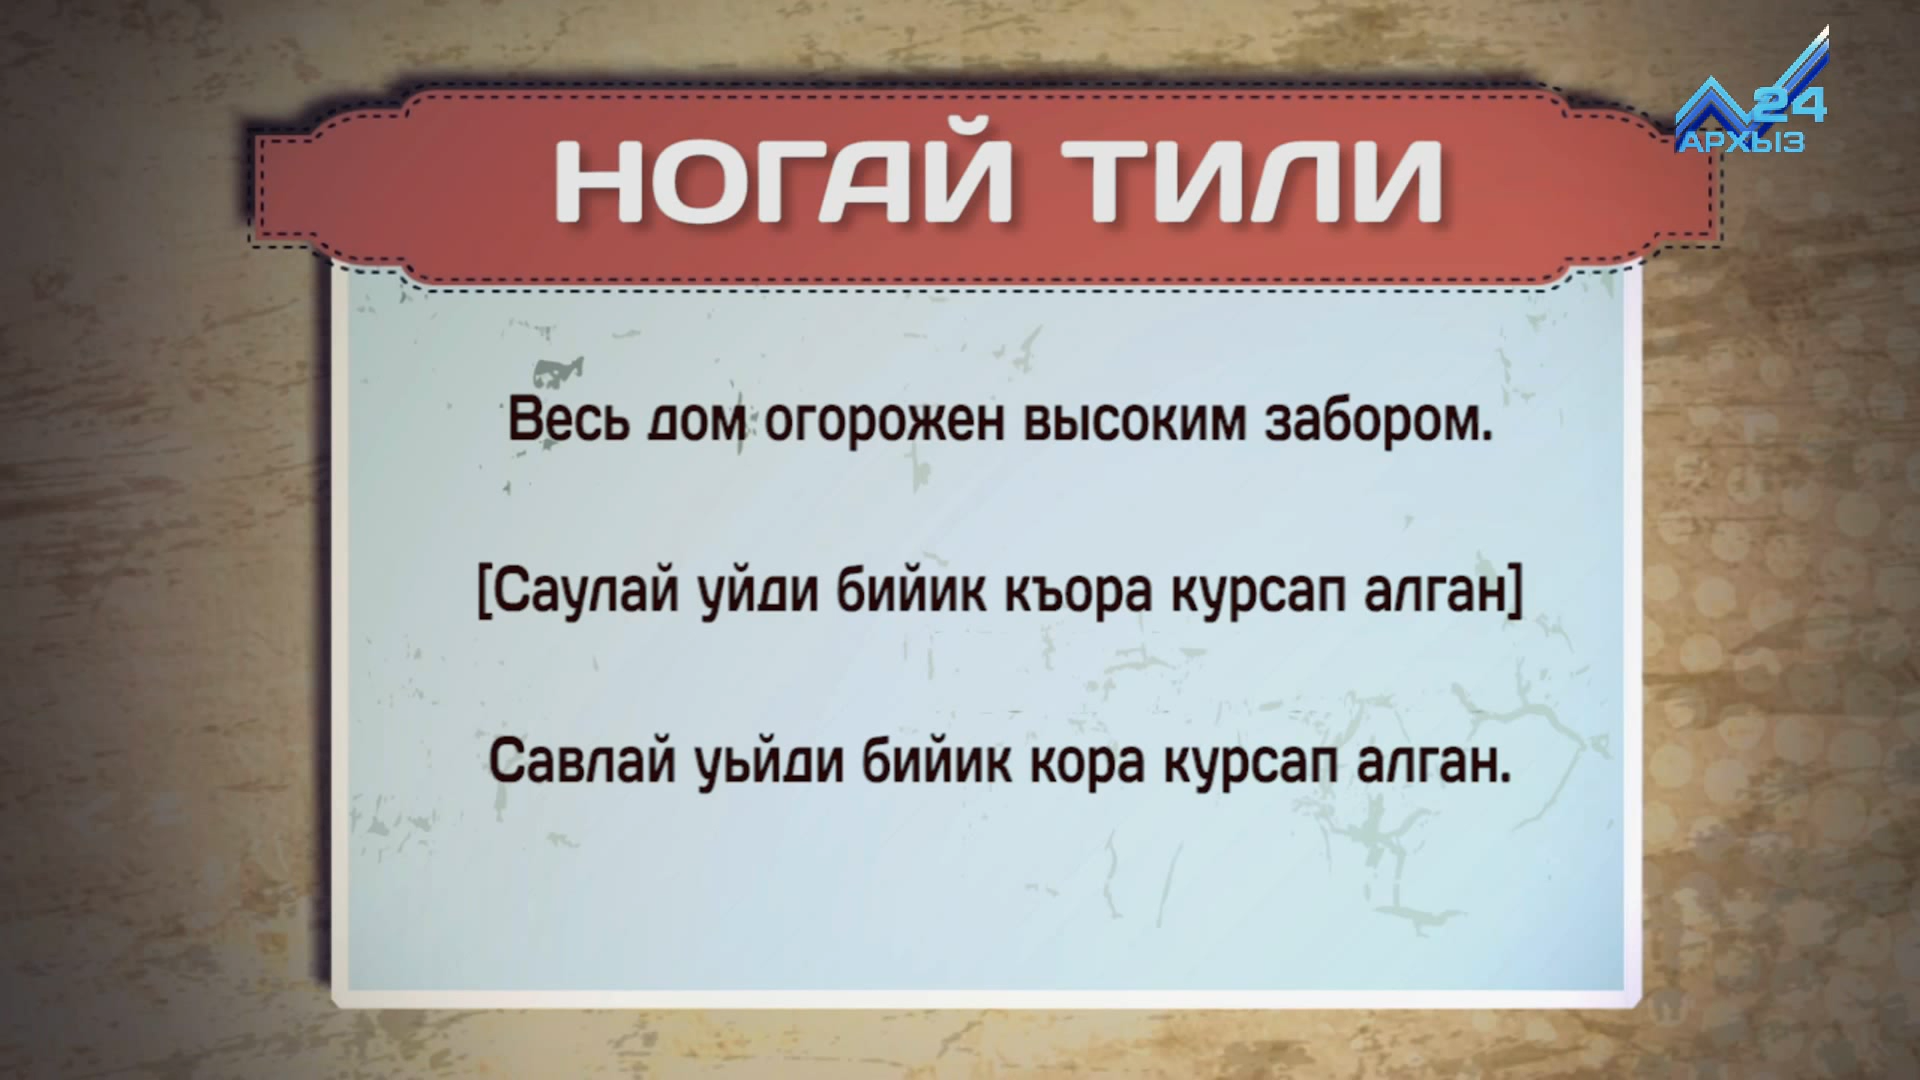 24
АРХЫЗ
НОГАЙ ТИЛИ
Весь дом огорожен высоким забором.
[Саулай уйди бийик къора курсап алган]
Савлай уьйди бийик кора курсап алган.